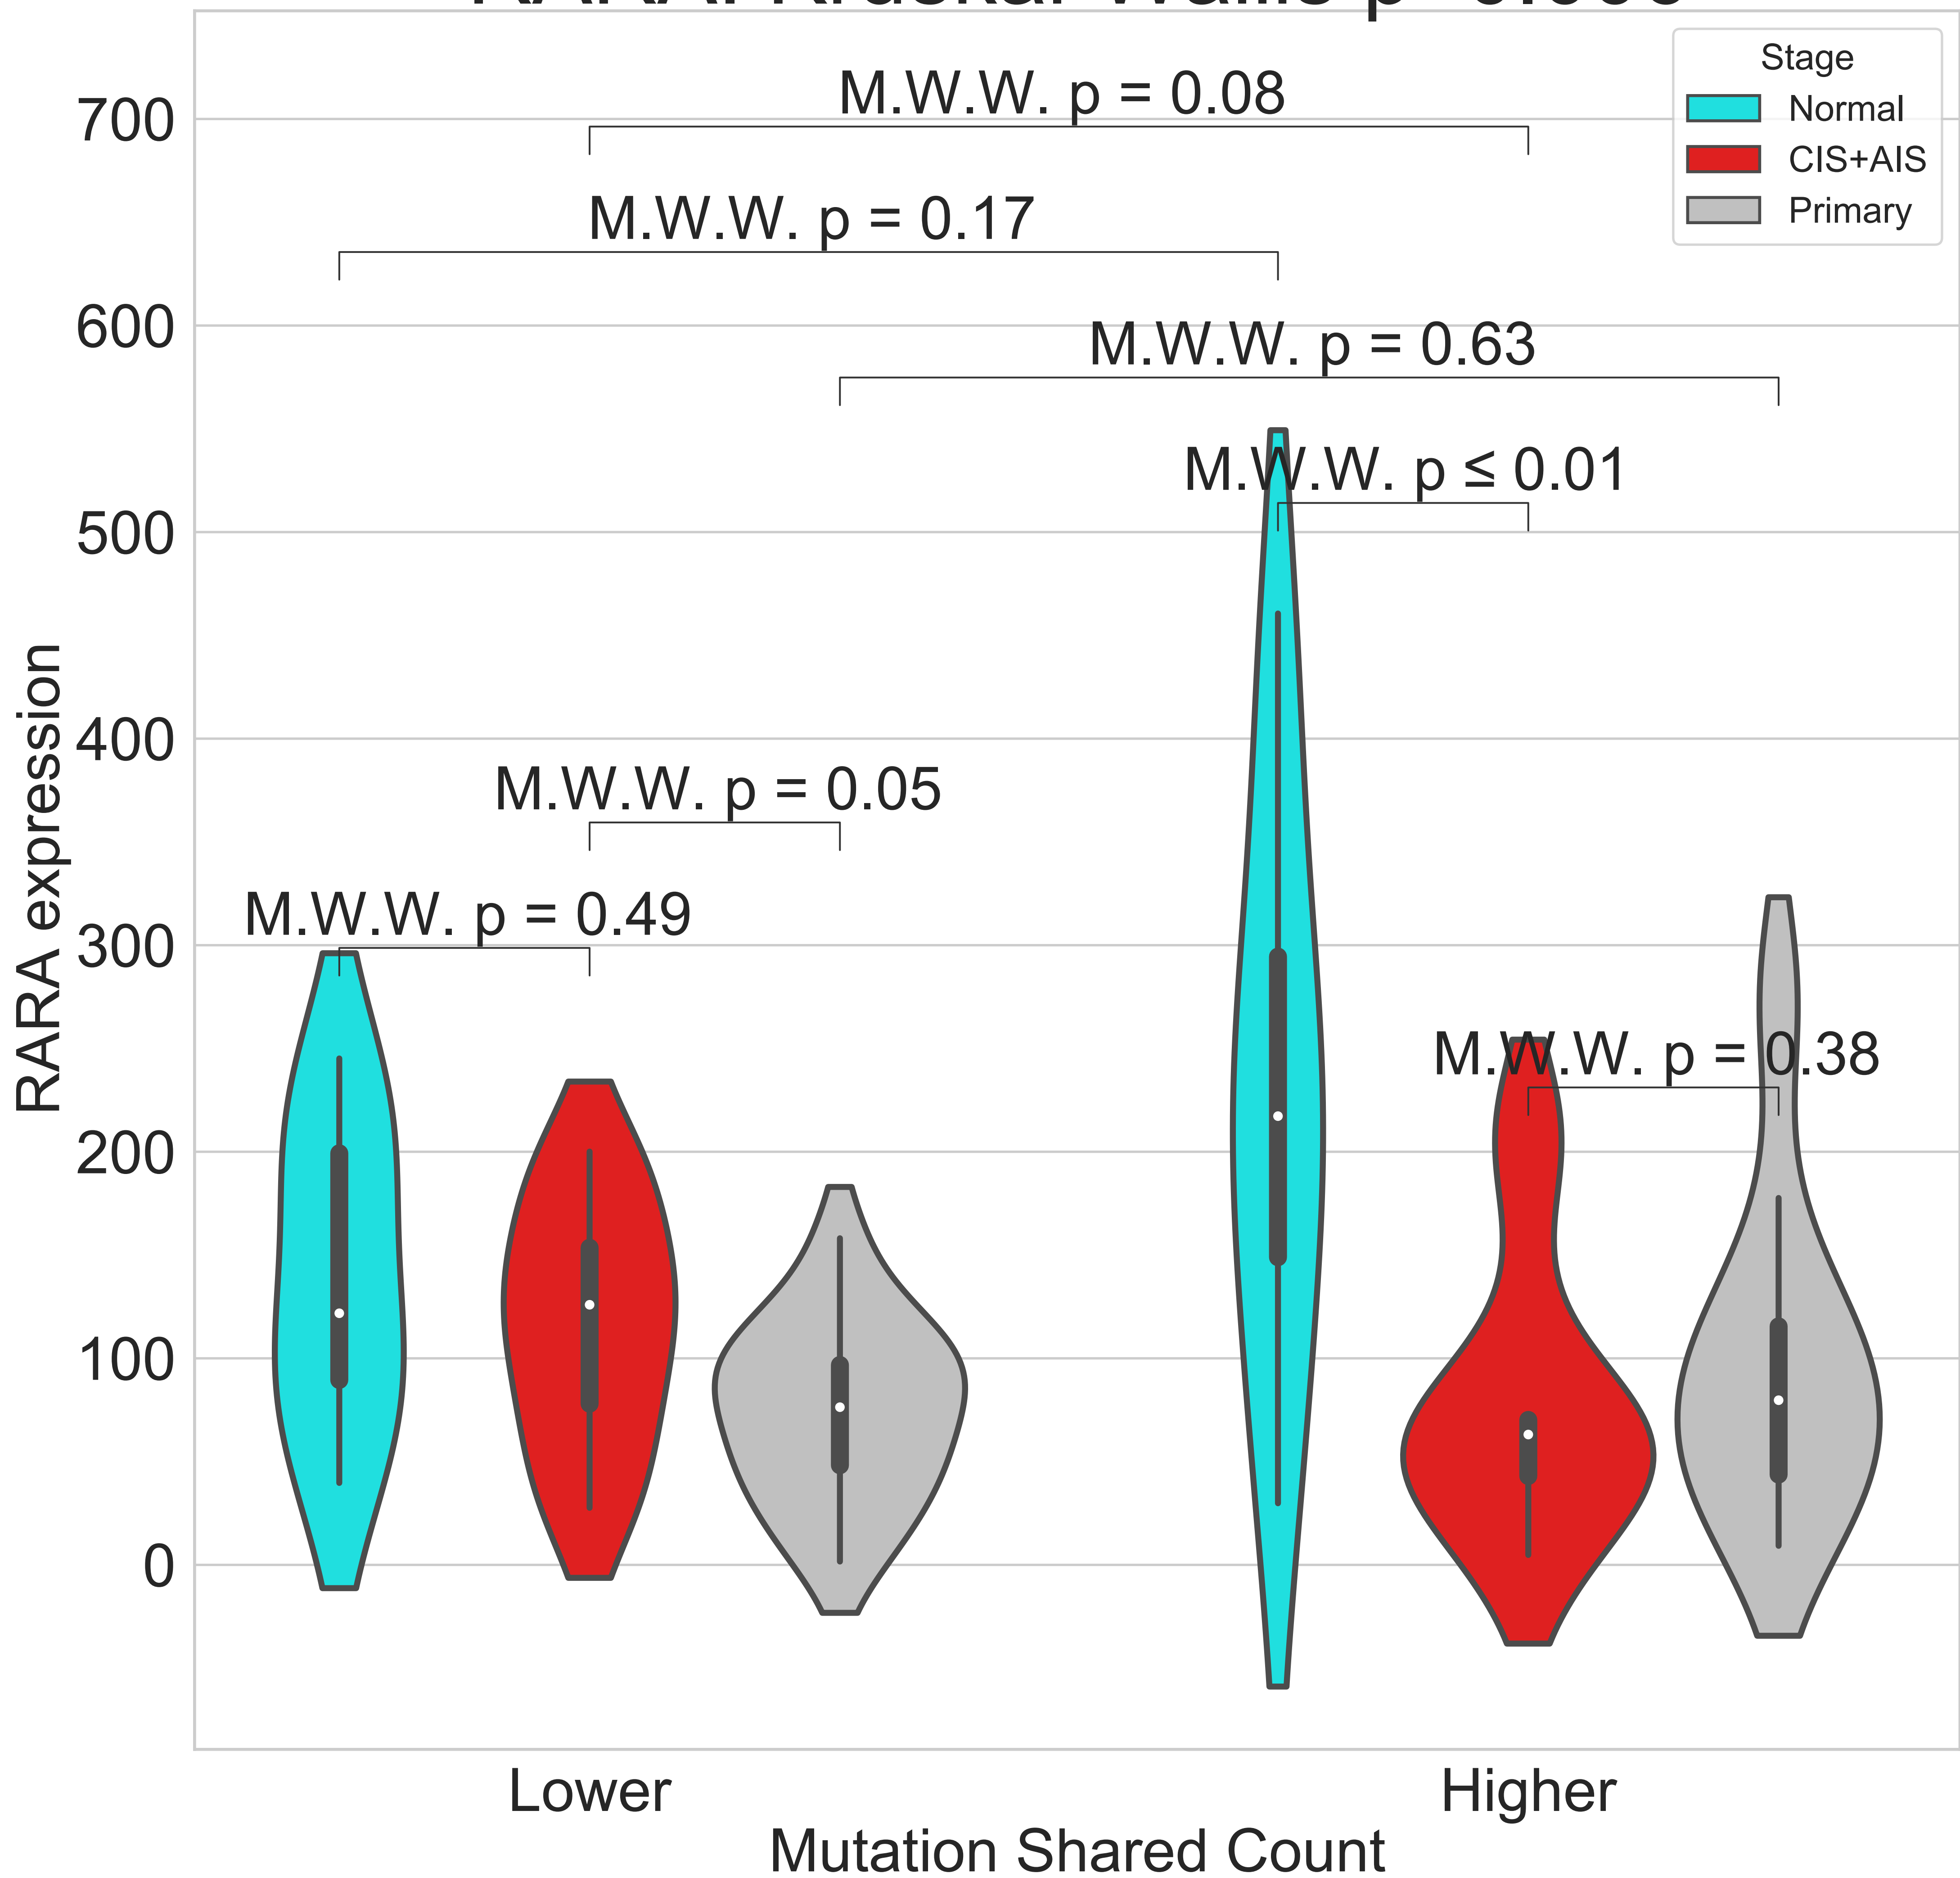 Stage
Normal
CIS+AIS
Primary
M.W.W. p = 0.08
M.W.W. p = 0.17
M.W.W. p = 0.63
M.W.W. p ≤ 0.01
M.W.W. p = 0.05
M.W.W. p = 0.49
M.W.W. p = 0.38
700
600
500
400
300
200
100
0
RARA expression
Lower
Higher
Mutation Shared Count